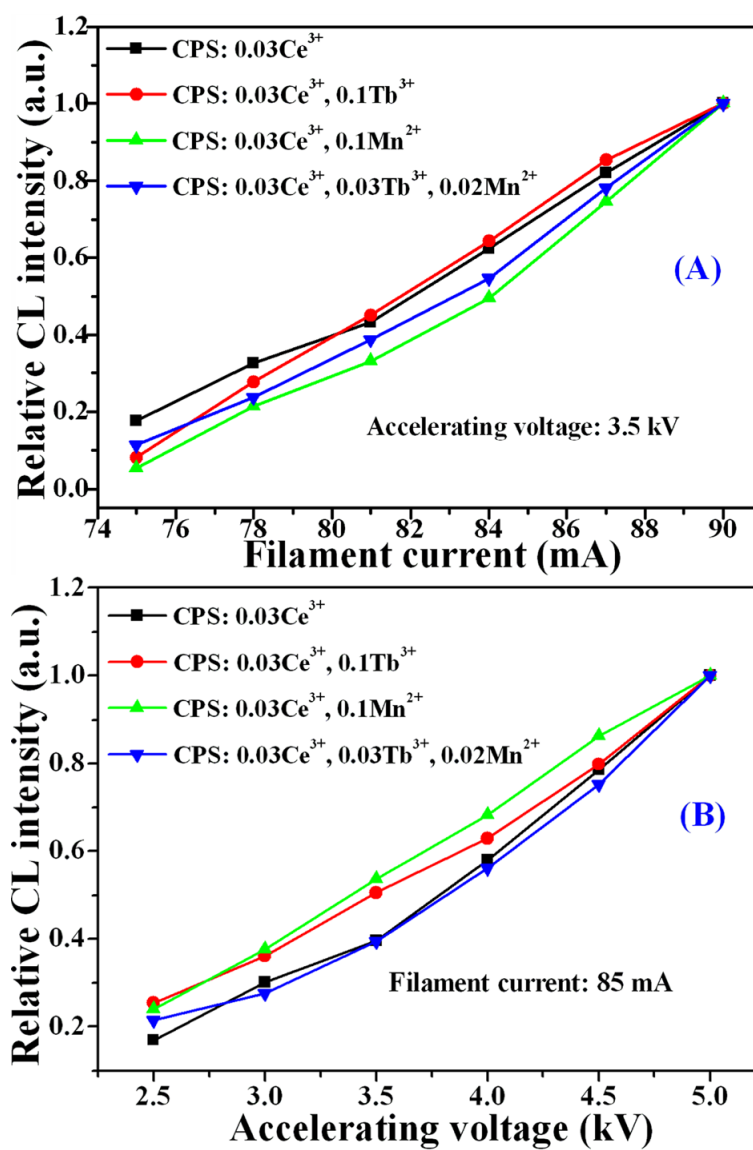 1.2
1.0
0.8
0.6
0.4
0.2
0.0
Relative CL intensity (a.u.)
CPS: 0.03Ce³⁺
CPS: 0.03Ce³⁺, 0.1Tb³⁺
CPS: 0.03Ce³⁺, 0.1Mn²⁺
CPS: 0.03Ce³⁺, 0.03Tb³⁺, 0.02Mn²⁺
(A)
Accelerating voltage: 3.5 kV
74 76 78 80 82 84 86 88 90
Filament current (mA)
1.2
1.0
0.8
0.6
0.4
0.2
Relative CL intensity (a.u.)
CPS: 0.03Ce³⁺
CPS: 0.03Ce³⁺, 0.1Tb³⁺
CPS: 0.03Ce³⁺, 0.1Mn²⁺
CPS: 0.03Ce³⁺, 0.03Tb³⁺, 0.02Mn²⁺
(B)
Filament current: 85 mA
2.5 3.0 3.5 4.0 4.5 5.0
Accelerating voltage (kV)